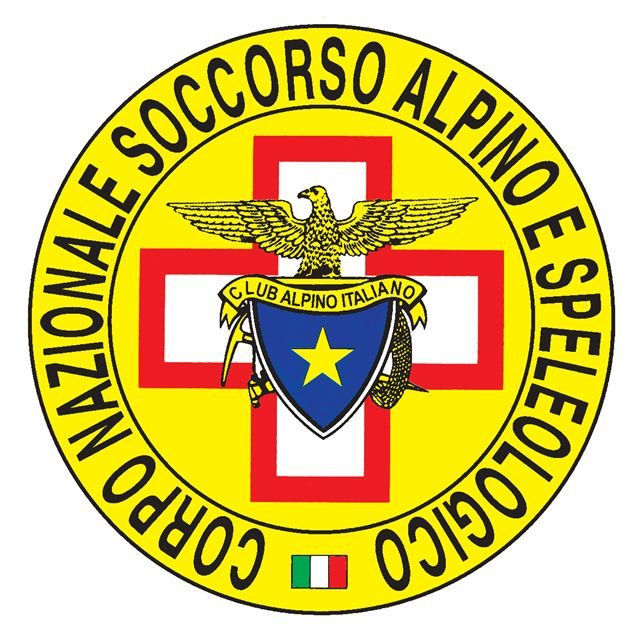 CORPO NAZIONALE SOCCORSO ALPINO E SPELEOLOGICO
CLUB ALPINO ITALIANO